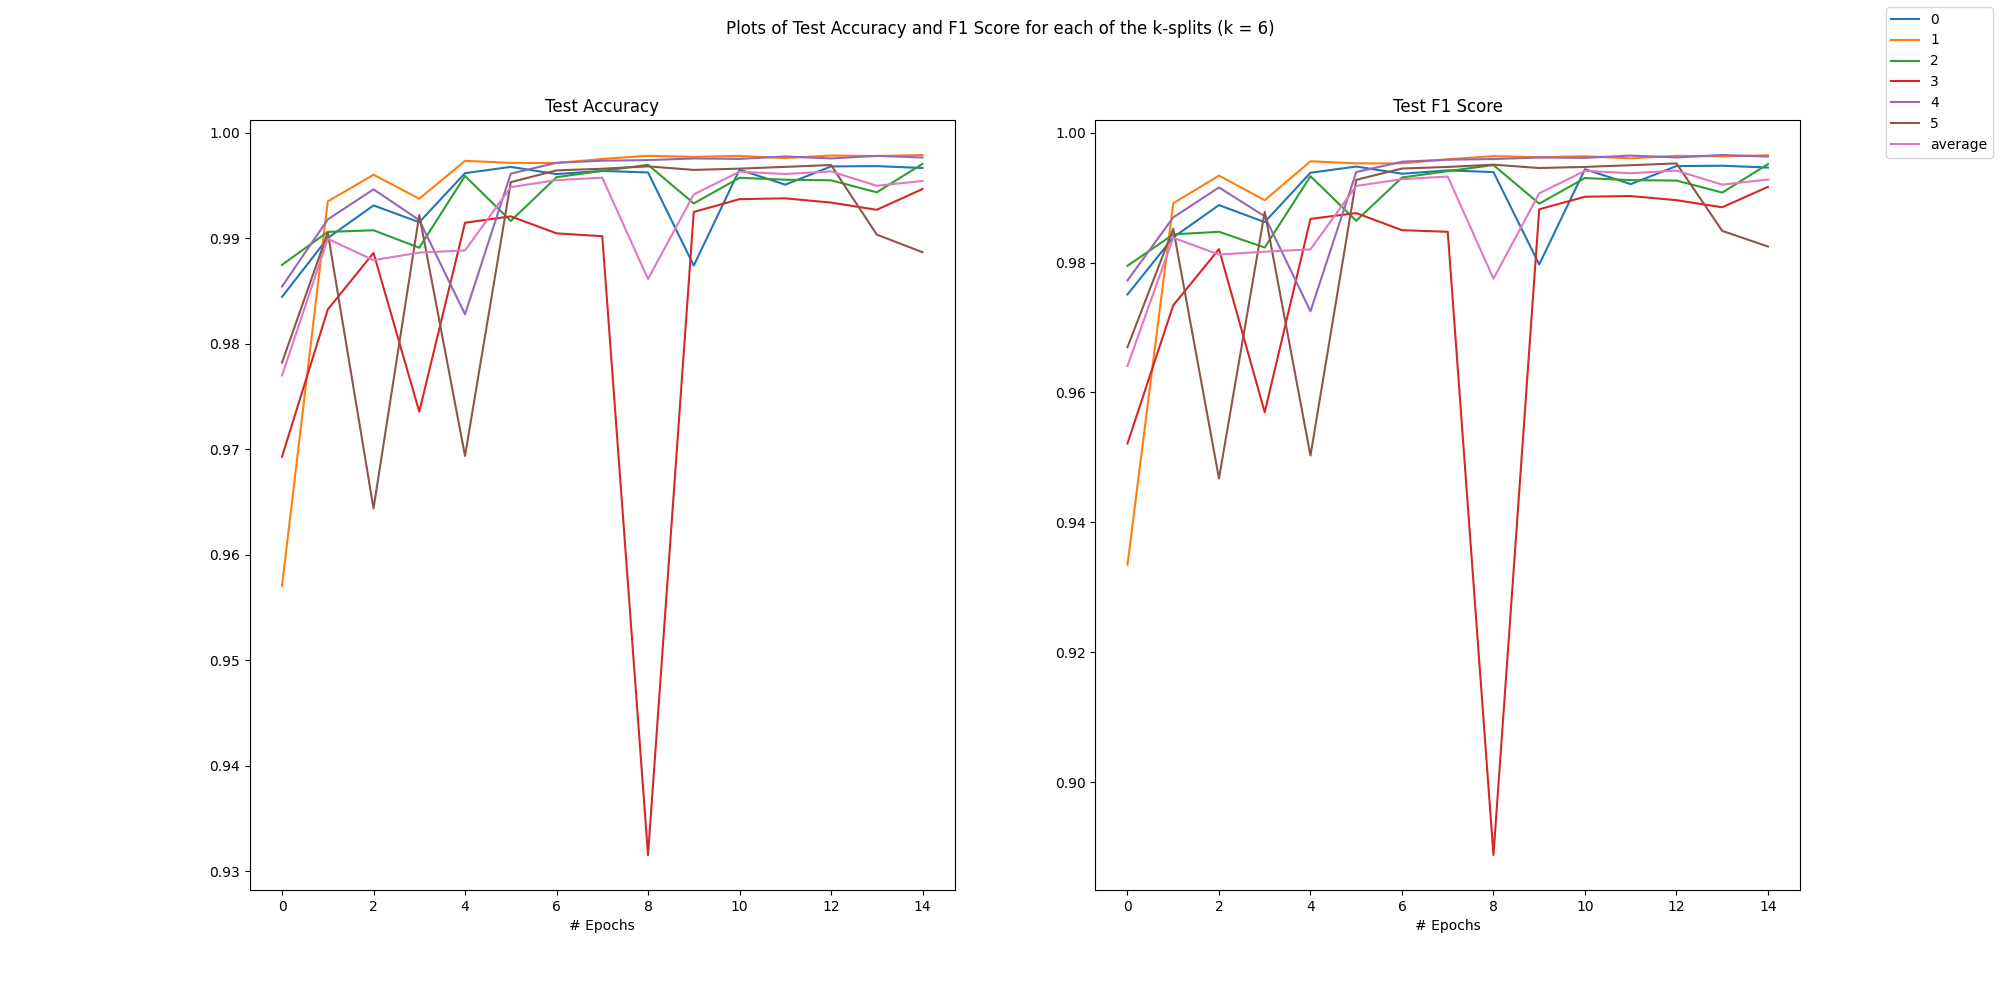 Plots of Test Accuracy and F1 Score for each of the k-splits (k = 6)
0
1
2
3
4
5
average
Test Accuracy
1.00
0.99
0.98
0.97
0.96
0.95
0.94
0.93
0 2 4 6 8 10 12 14
# Epochs
Test F1 Score
1.00
0.98
0.96
0.94
0.92
0.90
0 2 4 6 8 10 12 14
# Epochs